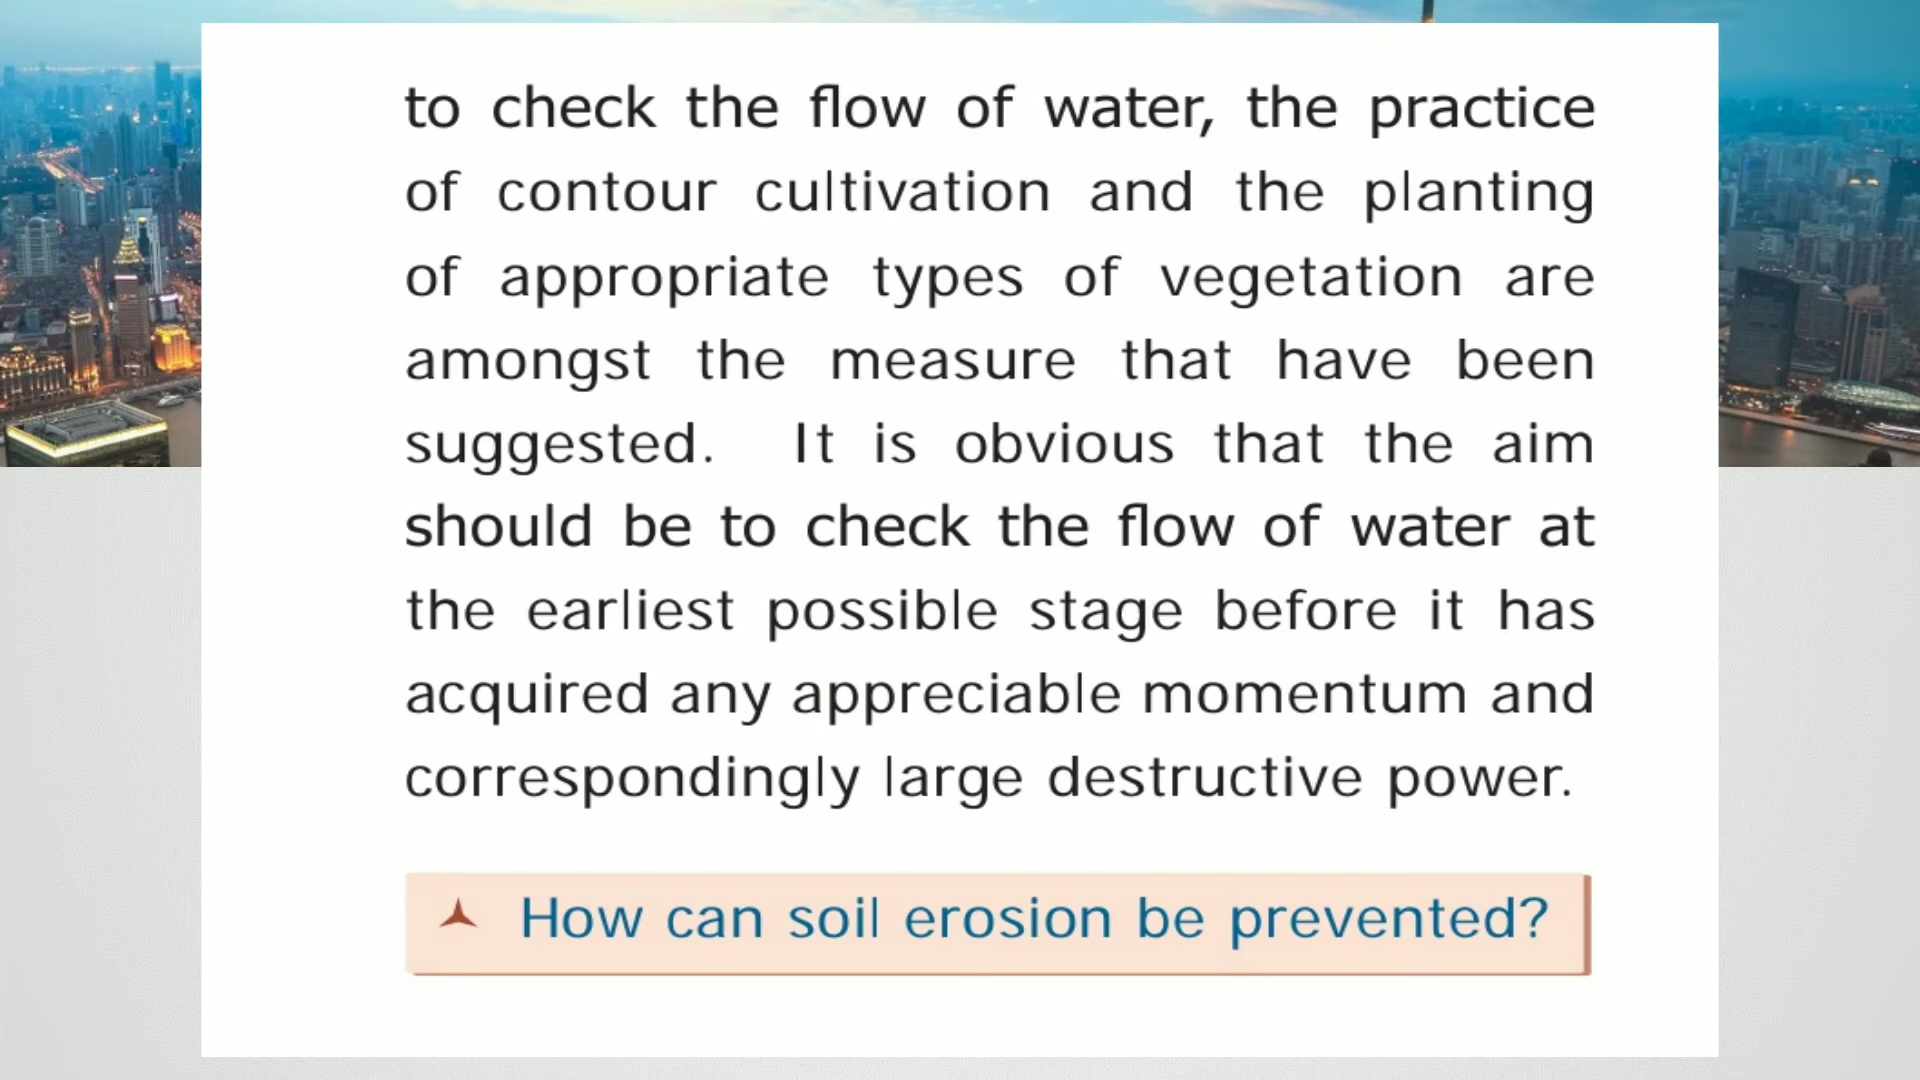 to check the flow of water, the practice
of contour cultivation and the planting
of appropriate types of vegetation are
amongst the measure that have been
suggested. It is obvious that the aim
should be to check the flow of water at
the earliest possible stage before it has
acquired any appreciable momentum and
correspondingly large destructive power.
How can soil erosion be prevented?